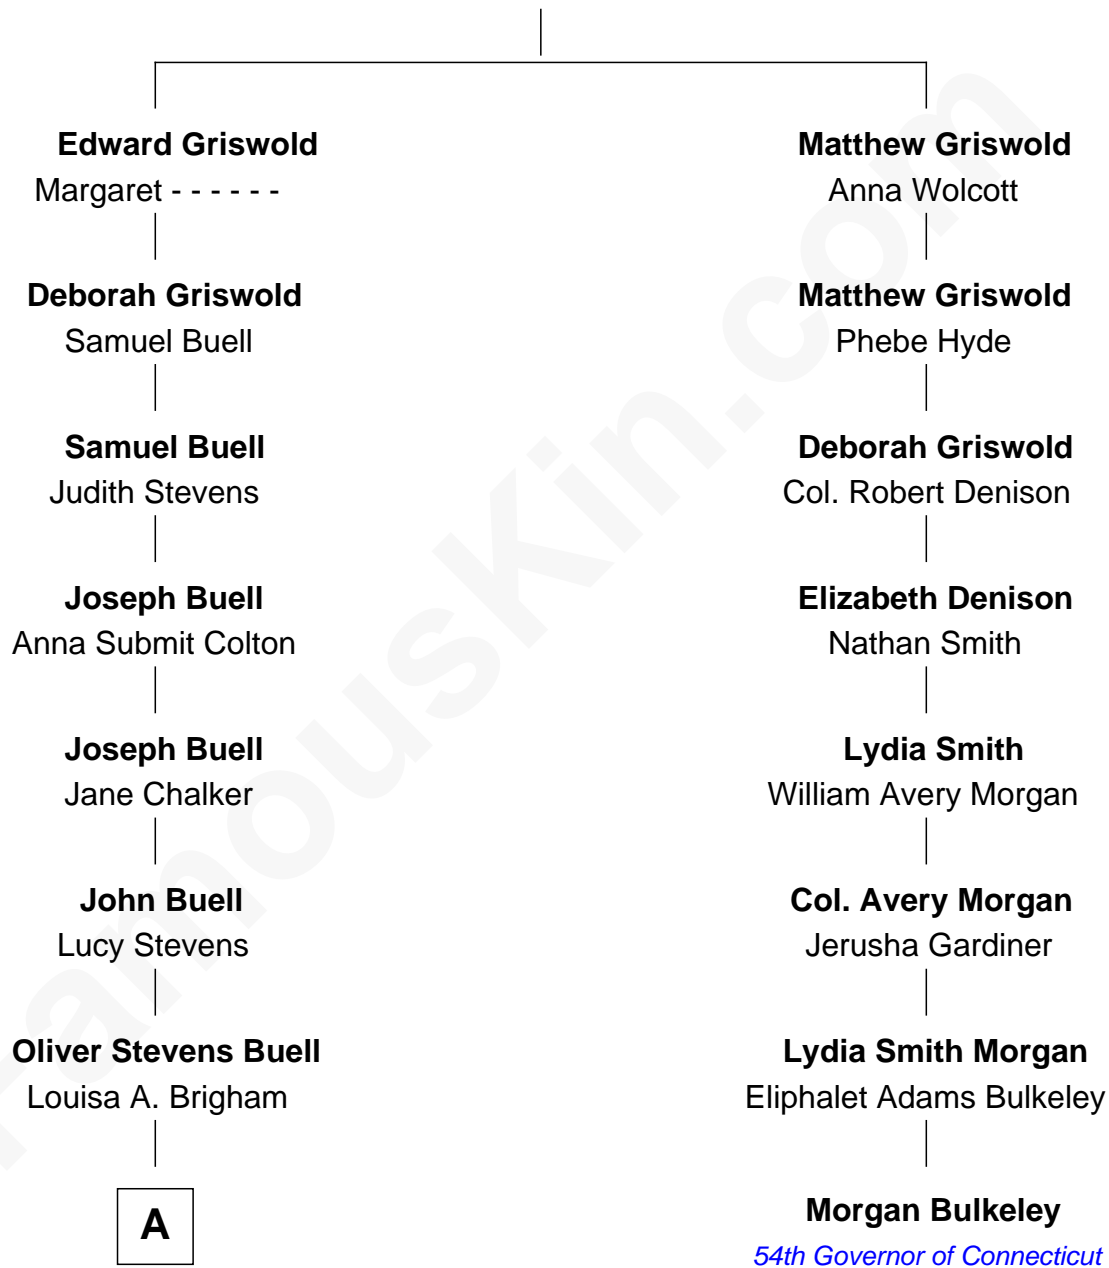 Edward Griswold
Margaret - - - - - -
Deborah Griswold
Samuel Buell
Samuel Buell
Judith Stevens
Joseph Buell
Anna Submit Colton
Joseph Buell
Jane Chalker
John Buell
Lucy Stevens
Oliver Stevens Buell
Louisa A. Brigham
A
Matthew Griswold
Anna Wolcott
Matthew Griswold
Phebe Hyde
Deborah Griswold
Col. Robert Denison
Elizabeth Denison
Nathan Smith
Lydia Smith
William Avery Morgan
Col. Avery Morgan
Jerusha Gardiner
Lydia Smith Morgan
Eliphalet Adams Bulkeley
Morgan Bulkeley
54th Governor of Connecticut
FamousKin.com